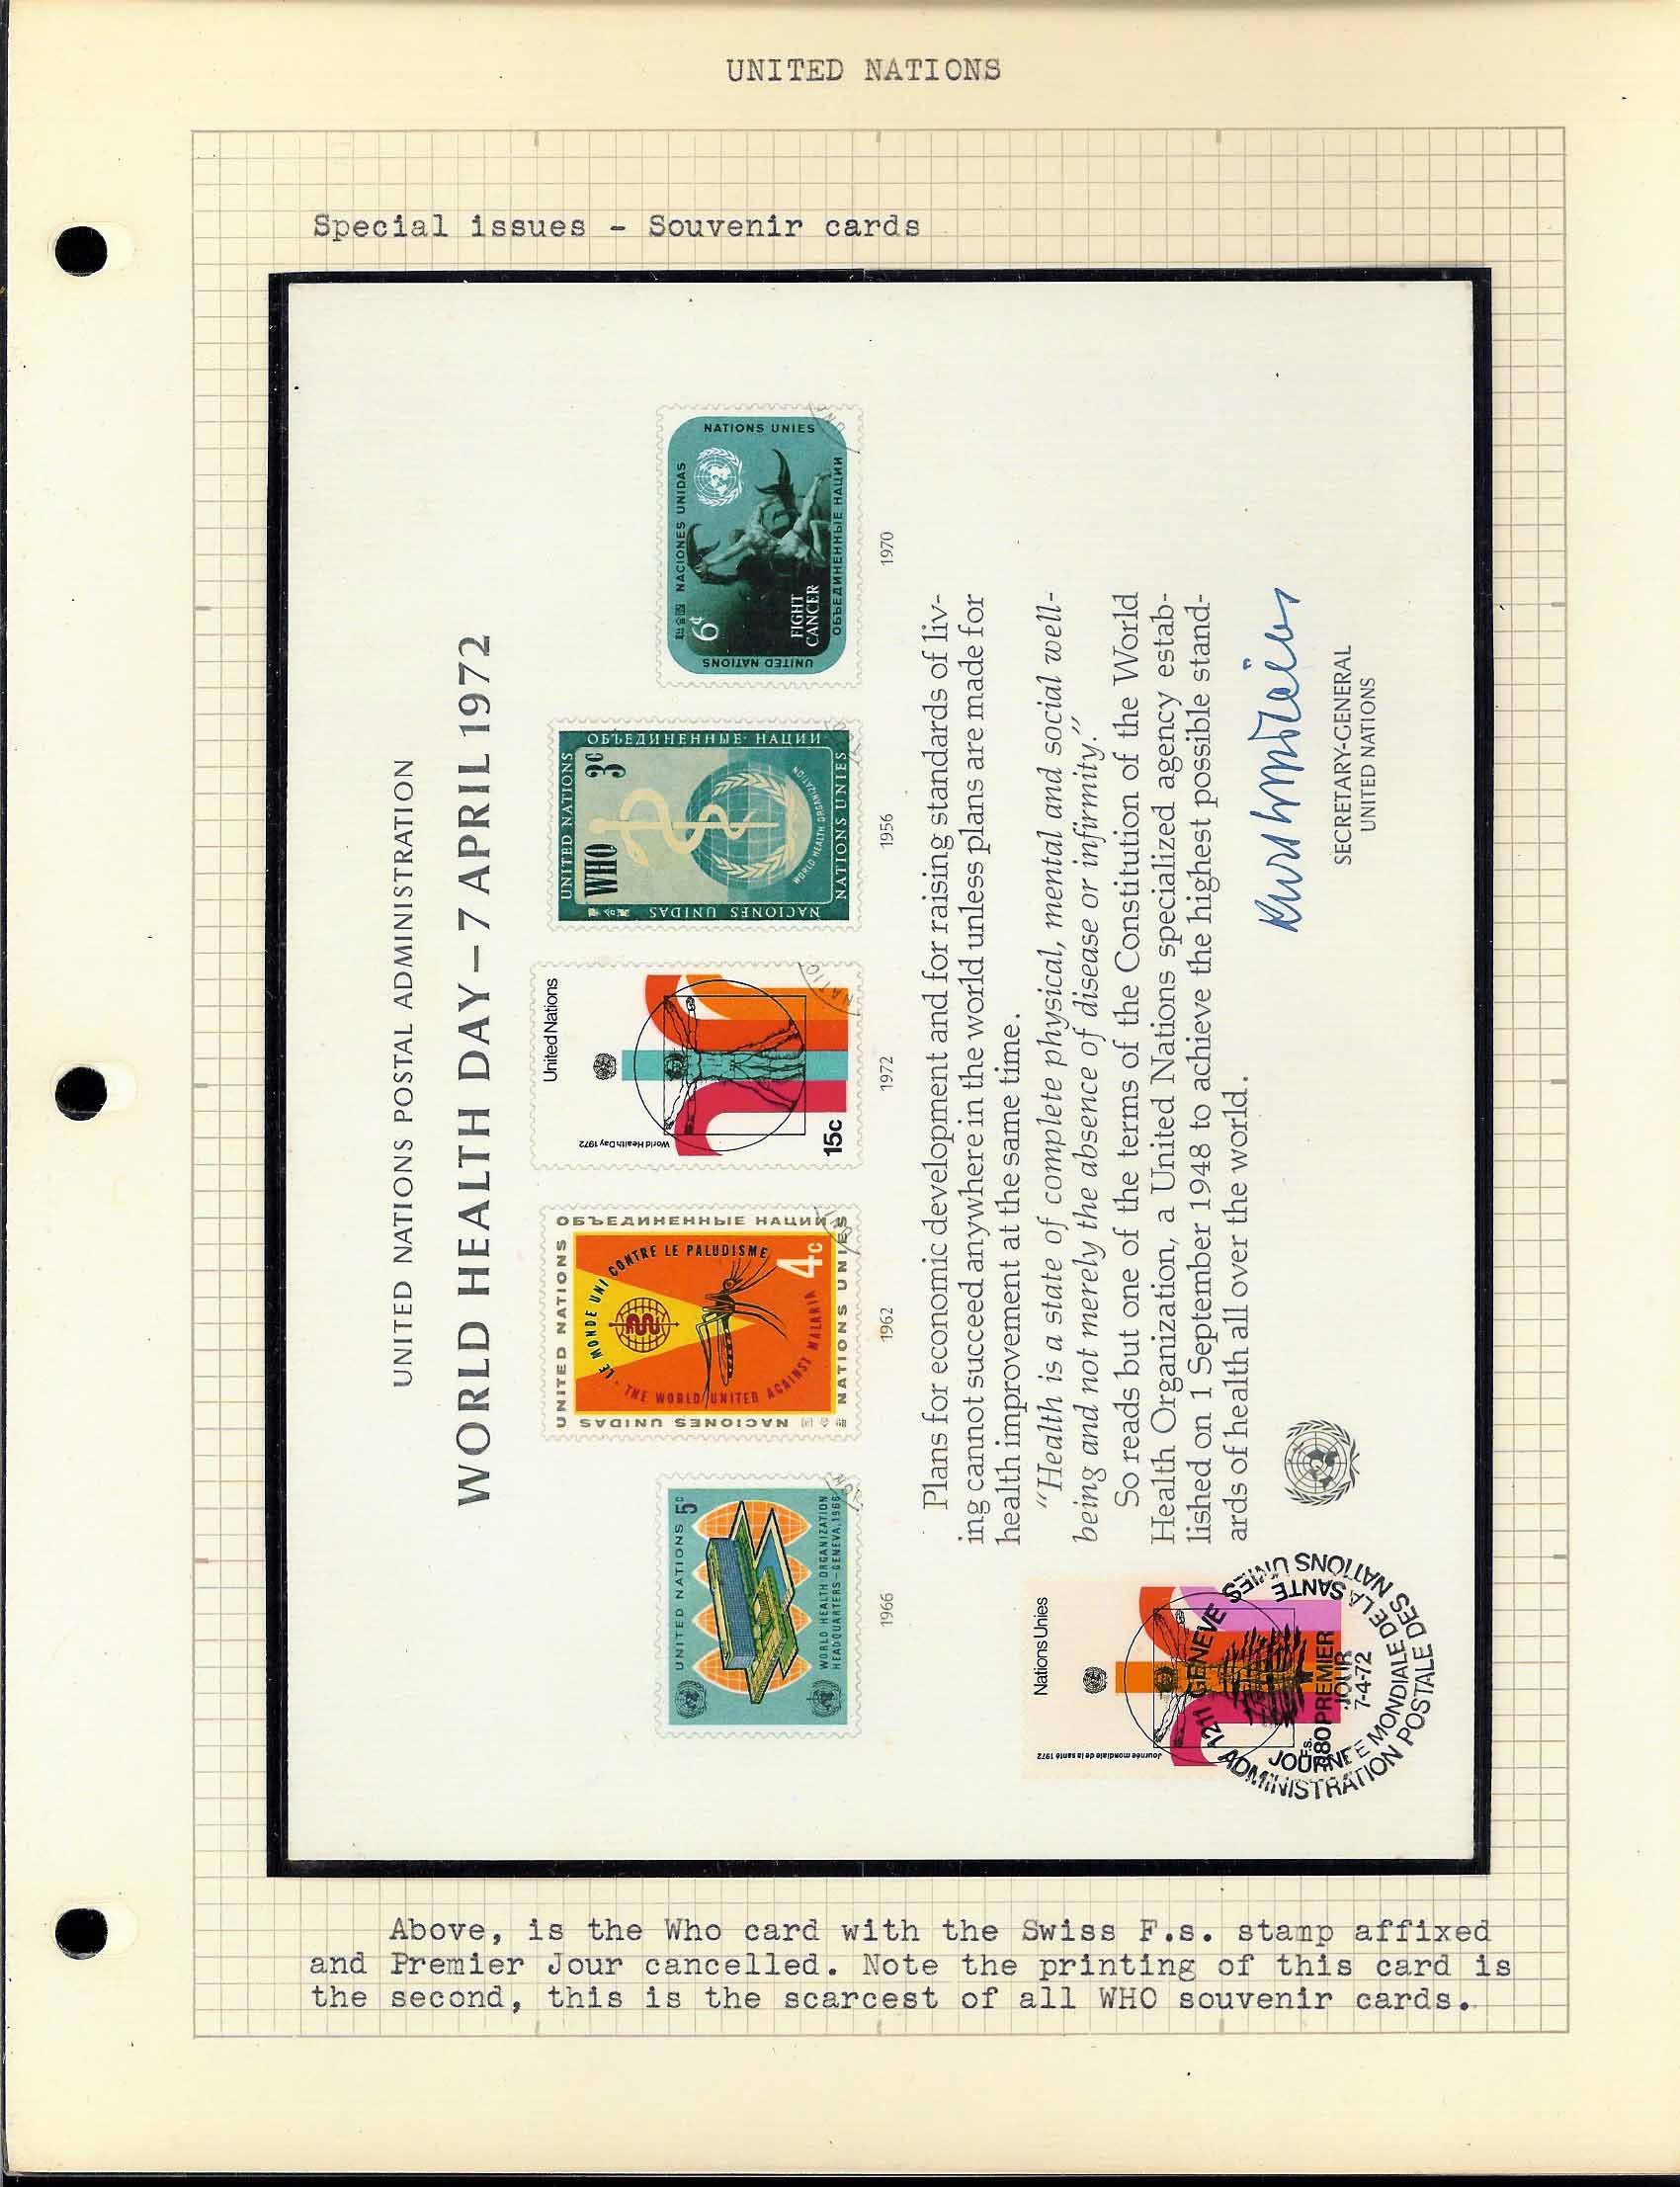 UNITED NATIONS
Special issues - Souvenir cards
UNITED NATIONS POSTAL ADMINISTRATION
WORLD HEALTH DAY – 7 APRIL 1972
UNITED NATIONS 5c
WORLD HEALTH ORGANIZATION
HEADQUARTERS—GENEVA, 1966
1966
UNITED NATIONS
ОБЪЕДИНЕННЫЕ НАЦИИ
NATIONS UNIES
NACIONES UNIDAS
LE MONDE UNI CONTRE LE PALUDISME
THE WORLD UNITED AGAINST MALARIA
4c
1962
United Nations
World Health Day 1972
15c
NATIO
1972
UNITED NATIONS
ОБЪЕДИНЕННЫЕ · НАЦИИ
NATIONS UNIES
NACIONES UNIDAS
WHO 3c
WORLD HEALTH ORGANIZATION
1956
NACIONES UNIDAS
NATIONS UNIES
ОБЪЕДИНЕННЫЕ НАЦИИ
UNITED NATIONS
6c
FIGHT
CANCER
1970
Plans for economic development and for raising standards of liv-
ing cannot succeed anywhere in the world unless plans are made for
health improvement at the same time.
“Health is a state of complete physical, mental and social well-
being and not merely the absence of disease or infirmity.”
So reads but one of the terms of the Constitution of the World
Health Organization, a United Nations specialized agency estab-
lished on 1 September 1948 to achieve the highest possible stand-
ards of health all over the world.
SECRETARY-GENERAL
UNITED NATIONS
Nations Unies
Journée mondiale de la santé 1972
F.s.
0.80
1211 GENEVE
PREMIER
JOUR
7-4-72
JOURNEE MONDIALE DE LA SANTE
ADMINISTRATION POSTALE DES NATIONS UNIES
Above, is the Who card with the Swiss F.s. stamp affixed
and Premier Jour cancelled. Note the printing of this card is
the second, this is the scarcest of all WHO souvenir cards.